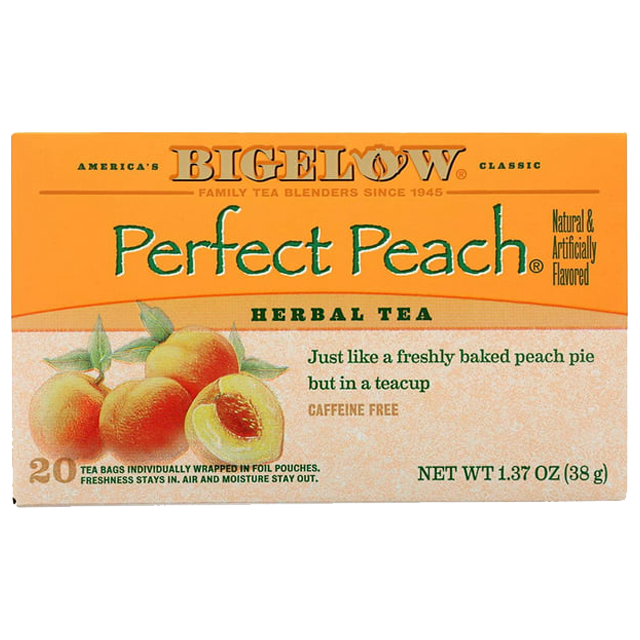 AMERICA'S BIGELOW® CLASSIC
FAMILY TEA BLENDERS SINCE 1945
Perfect Peach®
Natural &
Artificially
Flavored
HERBAL TEA
Just like a freshly baked peach pie
but in a teacup
CAFFEINE FREE
20 TEA BAGS INDIVIDUALLY WRAPPED IN FOIL POUCHES.
FRESHNESS STAYS IN. AIR AND MOISTURE STAY OUT.
NET WT 1.37 OZ (38 g)